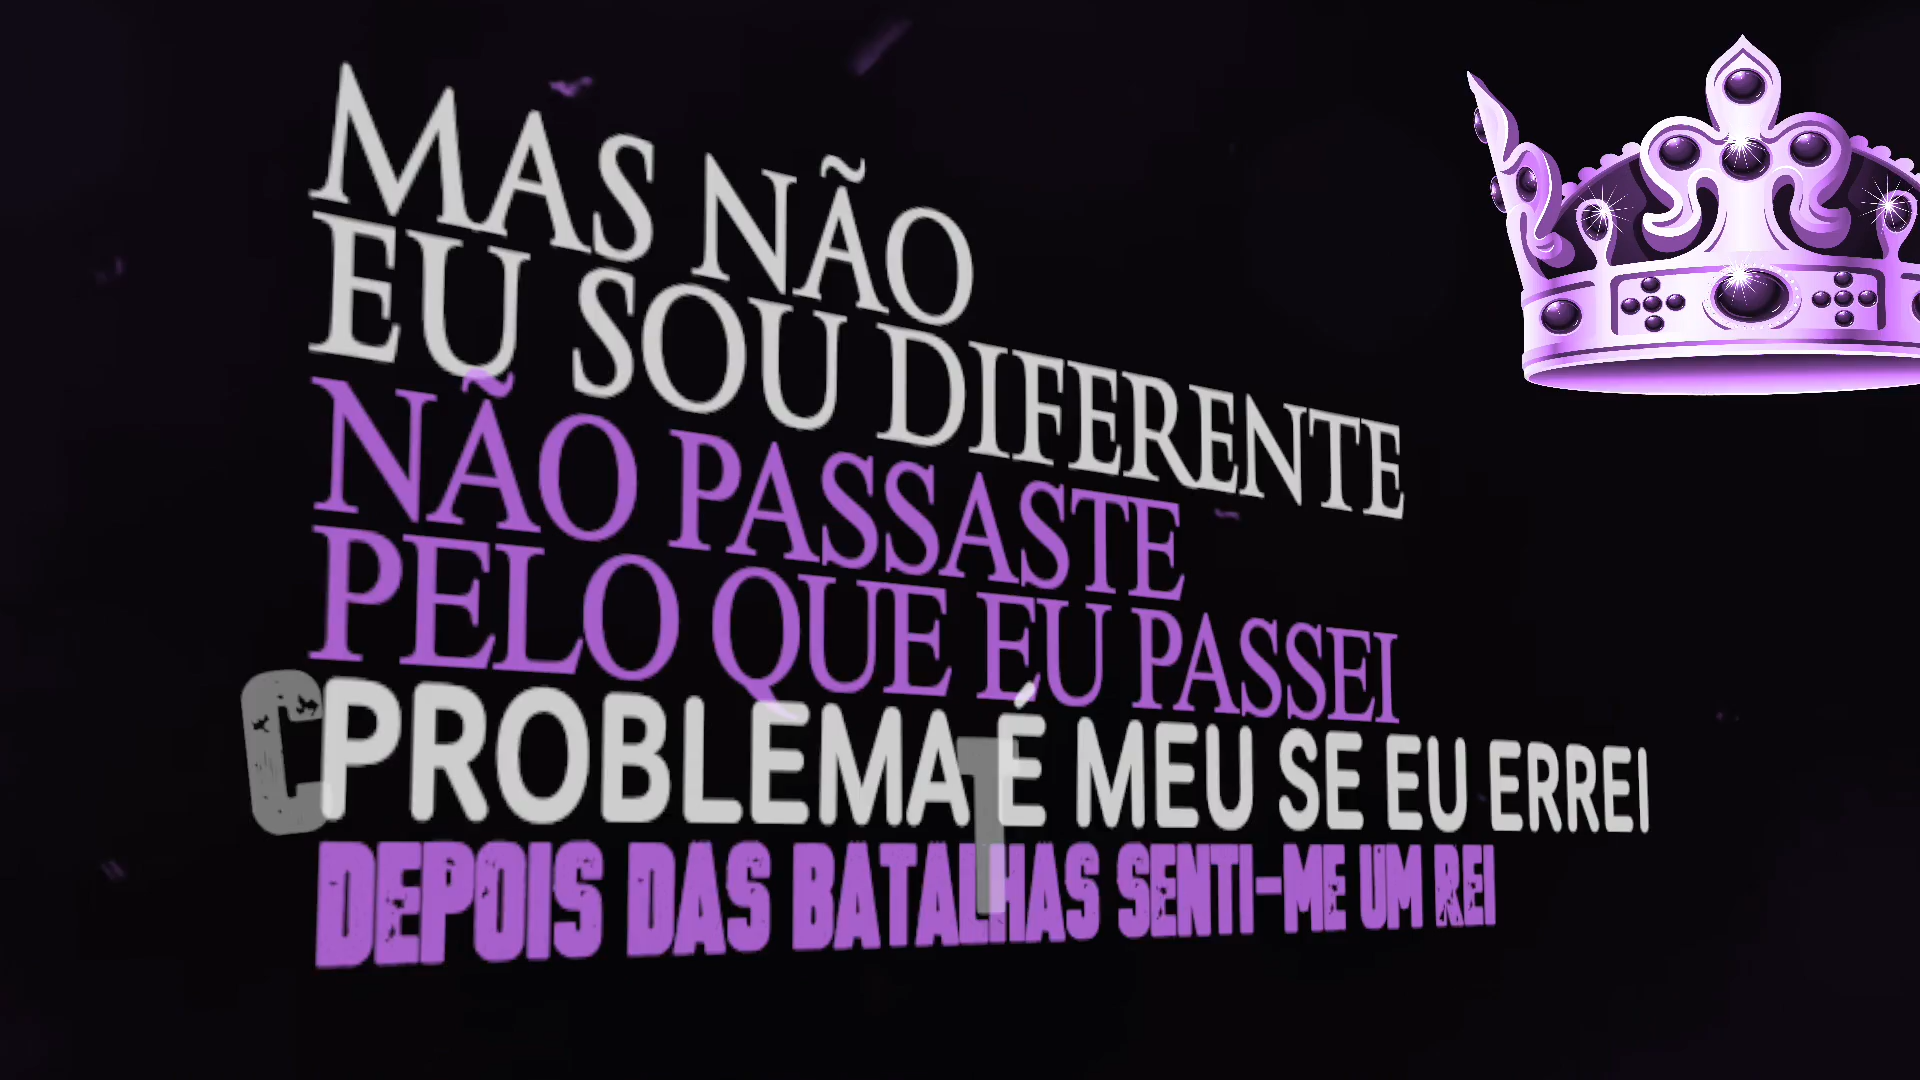 MAS NÃO
EU SOU DIFERENTE
NÃO PASSASTE
PELO QUE EU PASSEI
PROBLEMA É MEU SE EU ERREI
DEPOIS DAS BATALHAS SENTI-ME UM REI
C
T